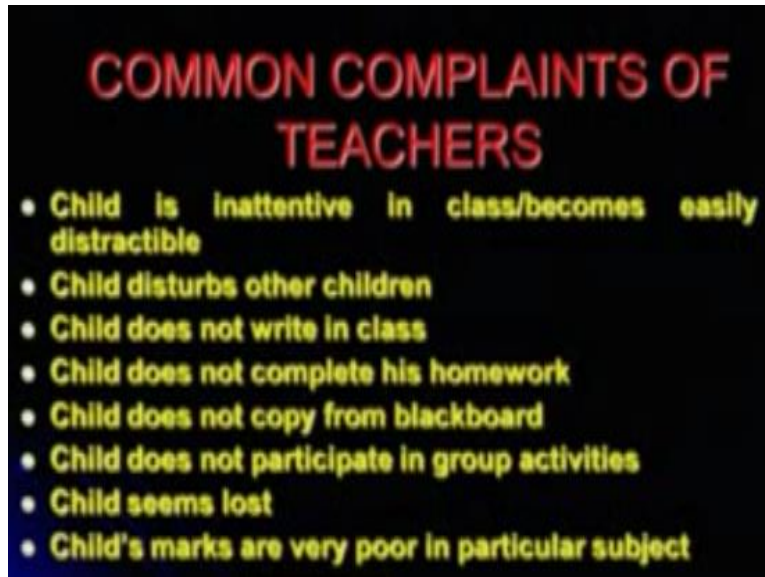 COMMON COMPLAINTS OF
TEACHERS
• Child is inattentive in class/becomes easily
distractible
• Child disturbs other children
• Child does not write in class
• Child does not complete his homework
• Child does not copy from blackboard
• Child does not participate in group activities
• Child seems lost
• Child's marks are very poor in particular subject